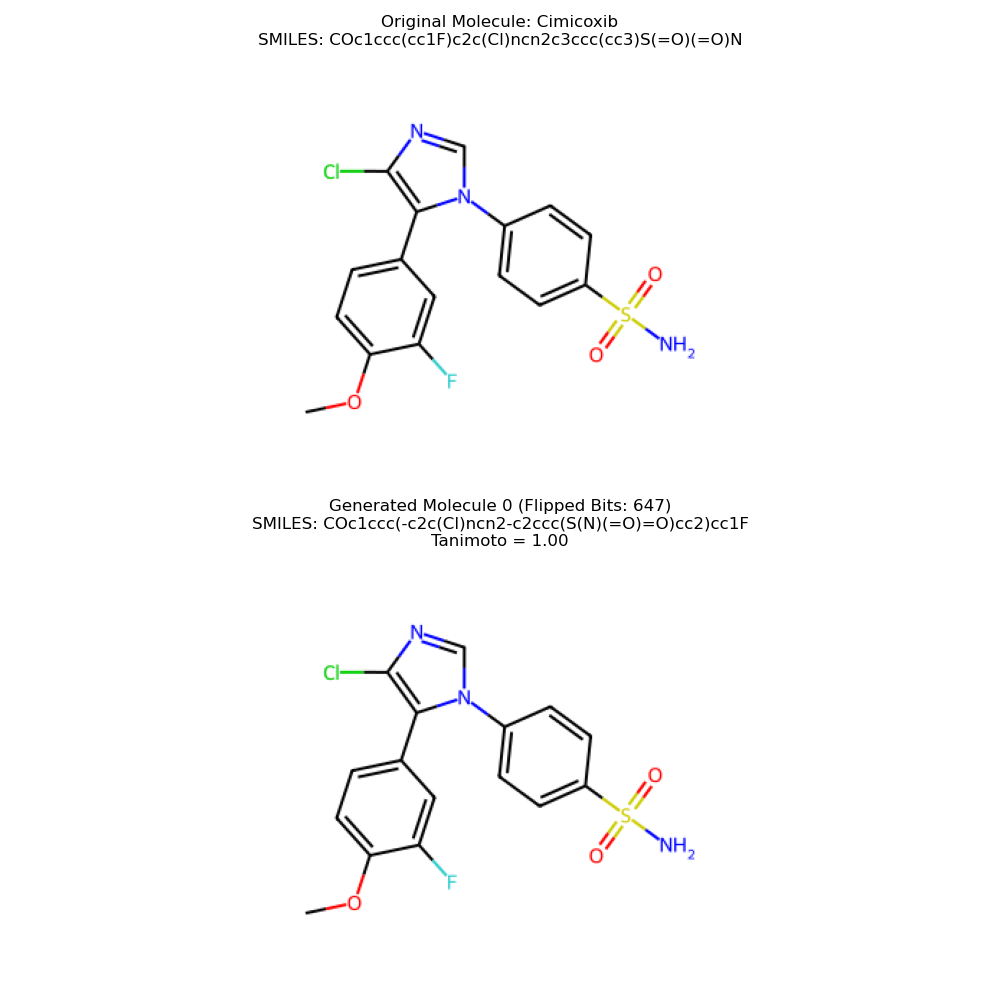 Original Molecule: Cimicoxib
SMILES: COc1ccc(cc1F)c2c(Cl)ncn2c3ccc(cc3)S(=O)(=O)N
N
Cl
N
O
S
O
NH2
F
O
Generated Molecule 0 (Flipped Bits: 647)
SMILES: COc1ccc(-c2c(Cl)ncn2-c2ccc(S(N)(=O)=O)cc2)cc1F
Tanimoto = 1.00
N
Cl
N
O
S
O
NH2
F
O